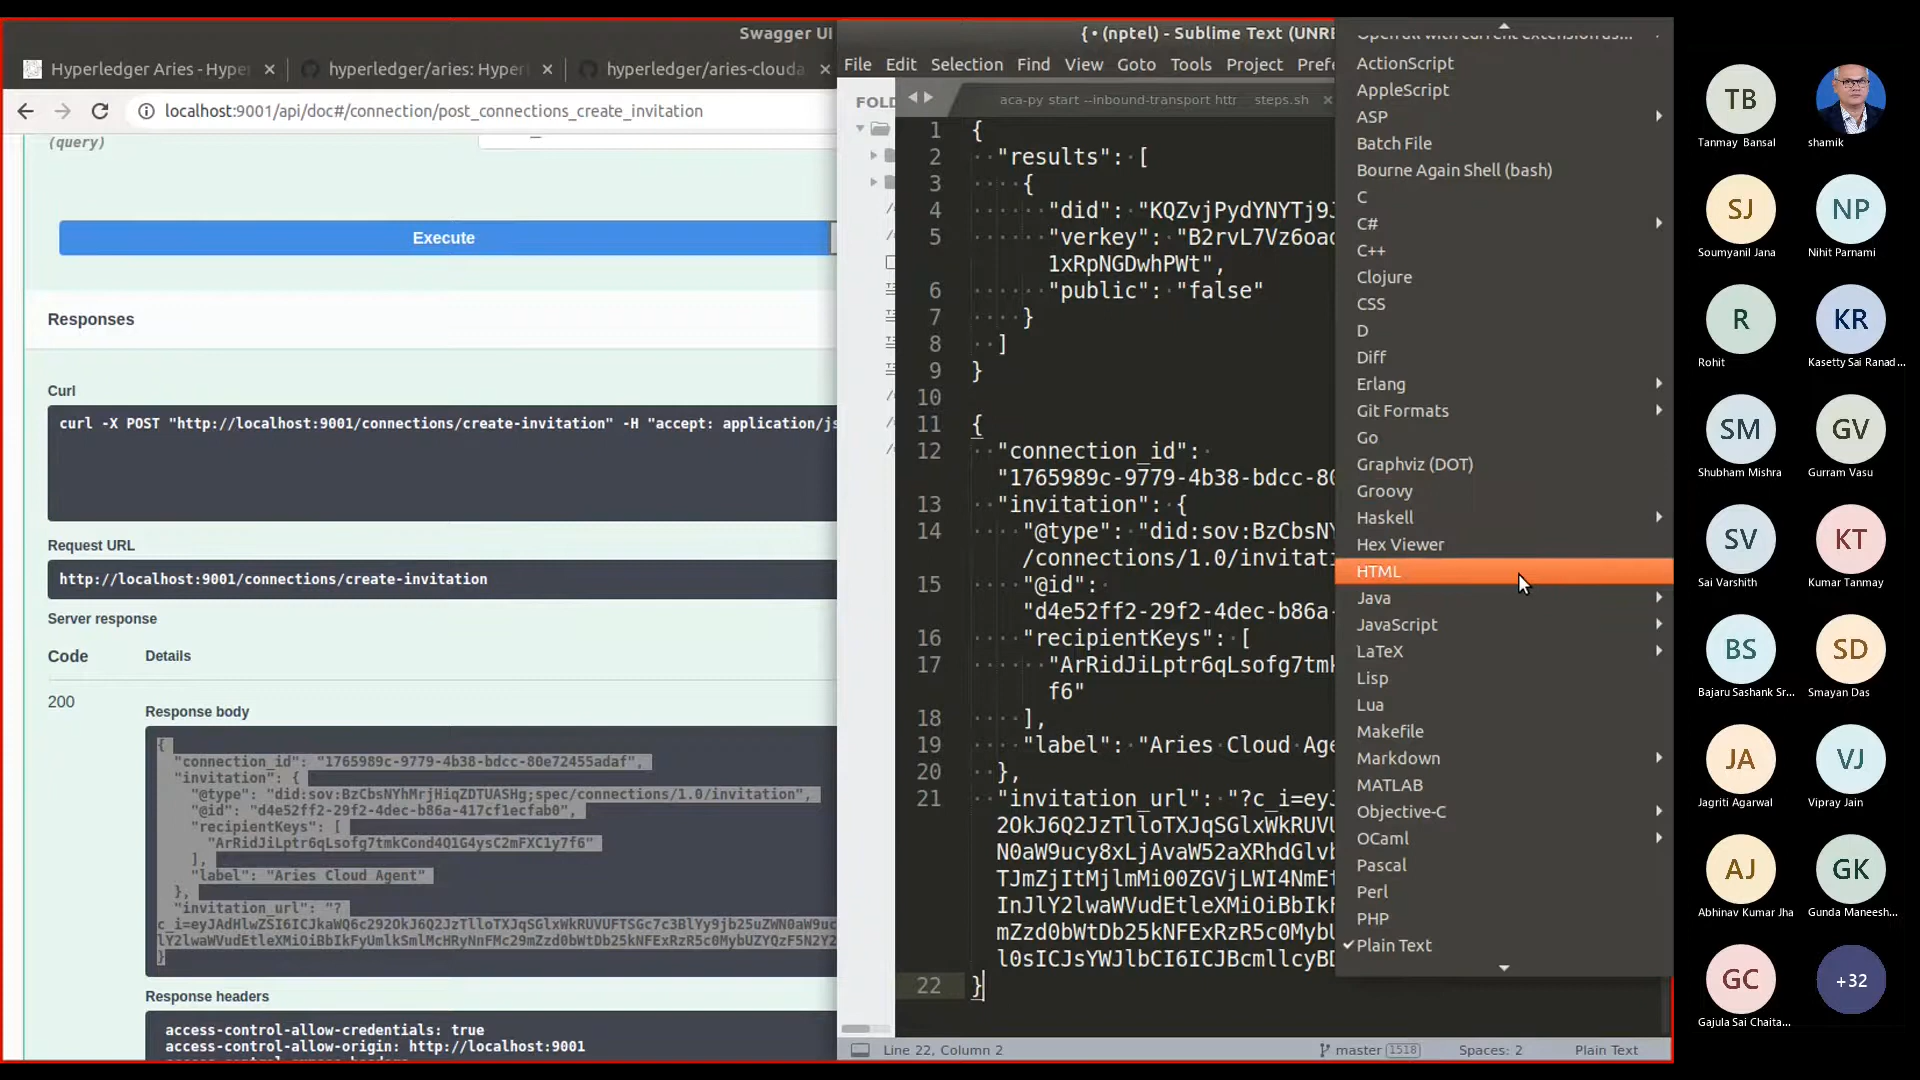 Swagger UI
Hyperledger Aries - Hyper
hyperledger/aries: Hyperl
hyperledger/aries-clouda
localhost:9001/api/doc#/connection/post_connections_create_invitation
(query)
Execute
Responses
Curl
curl -X POST "http://localhost:9001/connections/create-invitation" -H "accept: application/js
Request URL
http://localhost:9001/connections/create-invitation
Server response
Code
Details
200
Response body
{
"connection_id": "1765989c-9779-4b38-bdcc-80e72455adaf",
"invitation": {
"@type": "did:sov:BzCbsNYhMrjHiqZDTUASHg;spec/connections/1.0/invitation",
"@id": "d4e52ff2-29f2-4dec-b86a-417cf1ecfab0",
"recipientKeys": [
"ArRidJiLptr6qLsofg7tmkCond4Q1G4ysC2mFXC1y7f6"
],
"label": "Aries Cloud Agent"
},
"invitation_url": "?
}
Response headers
access-control-allow-credentials: true
access-control-allow-origin: http://localhost:9001
{ • (nptel) - Sublime Text (UNRE
File Edit Selection Find View Goto Tools Project Prefe
FOLD
aca-py start --inbound-transport htt
steps.sh
1 {
2 "results": [
3 {
4 "did": "KQZvjPydYNYTj9J
5 "verkey": "B2rvL7Vz6oad
1xRpNGDwhPWt",
6 "public": "false"
7 }
8 ]
9 }
10
11 {
12 "connection_id":
"1765989c-9779-4b38-bdcc-80
13 "invitation": {
14 "@type": "did:sov:BzCbsNY
/connections/1.0/invitati
15 "@id":
"d4e52ff2-29f2-4dec-b86a-
16 "recipientKeys": [
17 "ArRidJiLptr6qLsofg7tmk
f6"
18 ],
19 "label": "Aries Cloud Age
20 },
21 "invitation_url": "?c_i=eyJ
22 }
Line 22, Column 2
master 1518
Spaces: 2
Plain Text
Open all with current extension as...
ActionScript
AppleScript
ASP
Batch File
Bourne Again Shell (bash)
C
C#
C++
Clojure
CSS
D
Diff
Erlang
Git Formats
Go
Graphviz (DOT)
Groovy
Haskell
Hex Viewer
HTML
Java
JavaScript
LaTeX
Lisp
Lua
Makefile
Markdown
MATLAB
Objective-C
OCaml
Pascal
Perl
PHP
Plain Text
TB
Tanmay Bansal
shamik
SJ
Soumyanil Jana
NP
Nihit Parnami
R
Rohit
KR
Kasetty Sai Ranad...
SM
Shubham Mishra
GV
Gurram Vasu
SV
Sai Varshith
KT
Kumar Tanmay
BS
Bajaru Sashank Sr...
SD
Smayan Das
JA
Jagriti Agarwal
VJ
Vipray Jain
AJ
Abhinav Kumar Jha
GK
Gunda Maneesh...
GC
Gajula Sai Chaita...
+32